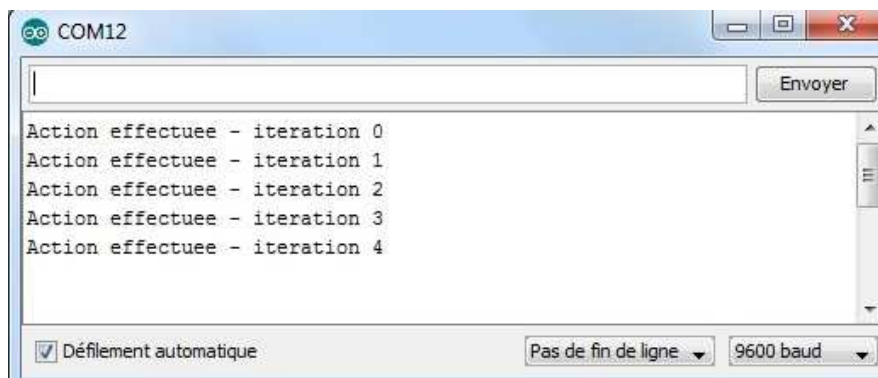 COM12
Envoyer
Action effectuee - iteration 0
Action effectuee - iteration 1
Action effectuee - iteration 2
Action effectuee - iteration 3
Action effectuee - iteration 4
Défilement automatique
Pas de fin de ligne
9600 baud